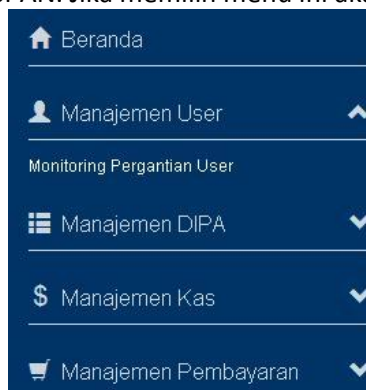 Beranda
Manajemen User
Monitoring Pergantian User
Manajemen DIPA
$ Manajemen Kas
Manajemen Pembayaran